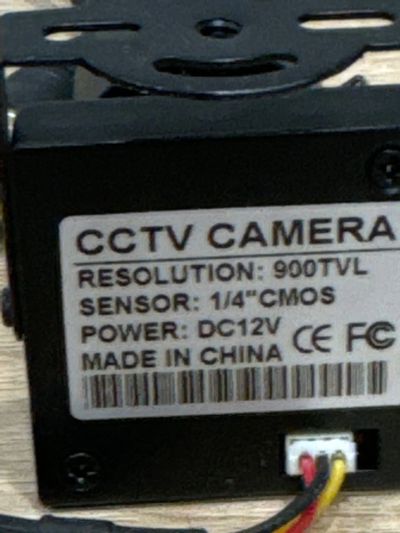 CCTV CAMERA
RESOLUTION: 900TVL
SENSOR: 1/4"CMOS
POWER: DC12V
MADE IN CHINA CE FC